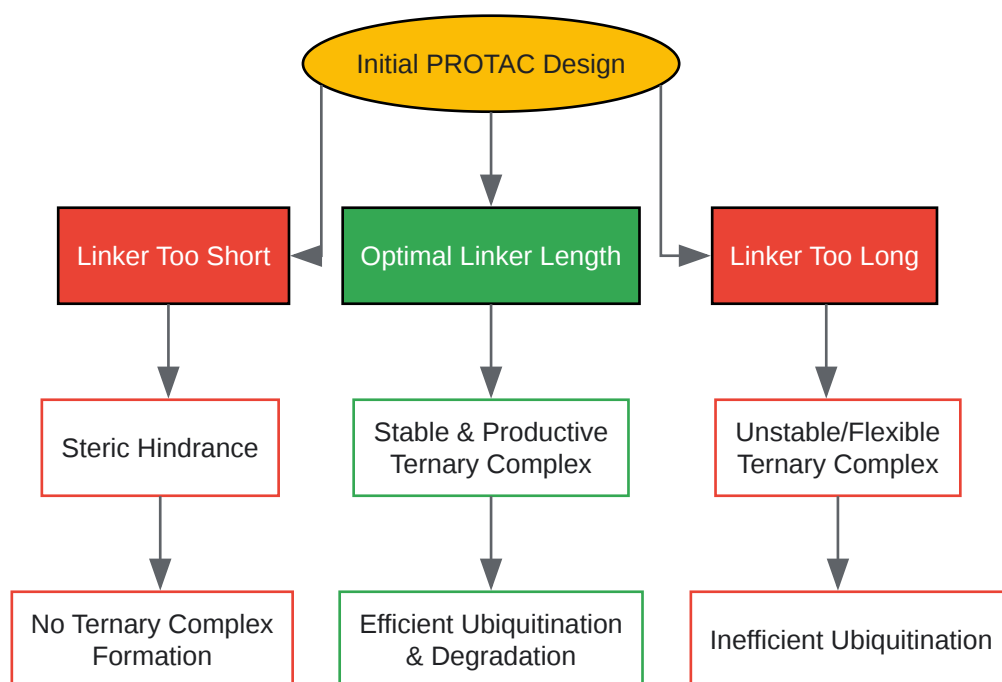 Initial PROTAC Design
Linker Too Short
Optimal Linker Length
Linker Too Long
Steric Hindrance
Stable & Productive
Ternary Complex
Unstable/Flexible
Ternary Complex
No Ternary Complex
Formation
Efficient Ubiquitination
& Degradation
Inefficient Ubiquitination